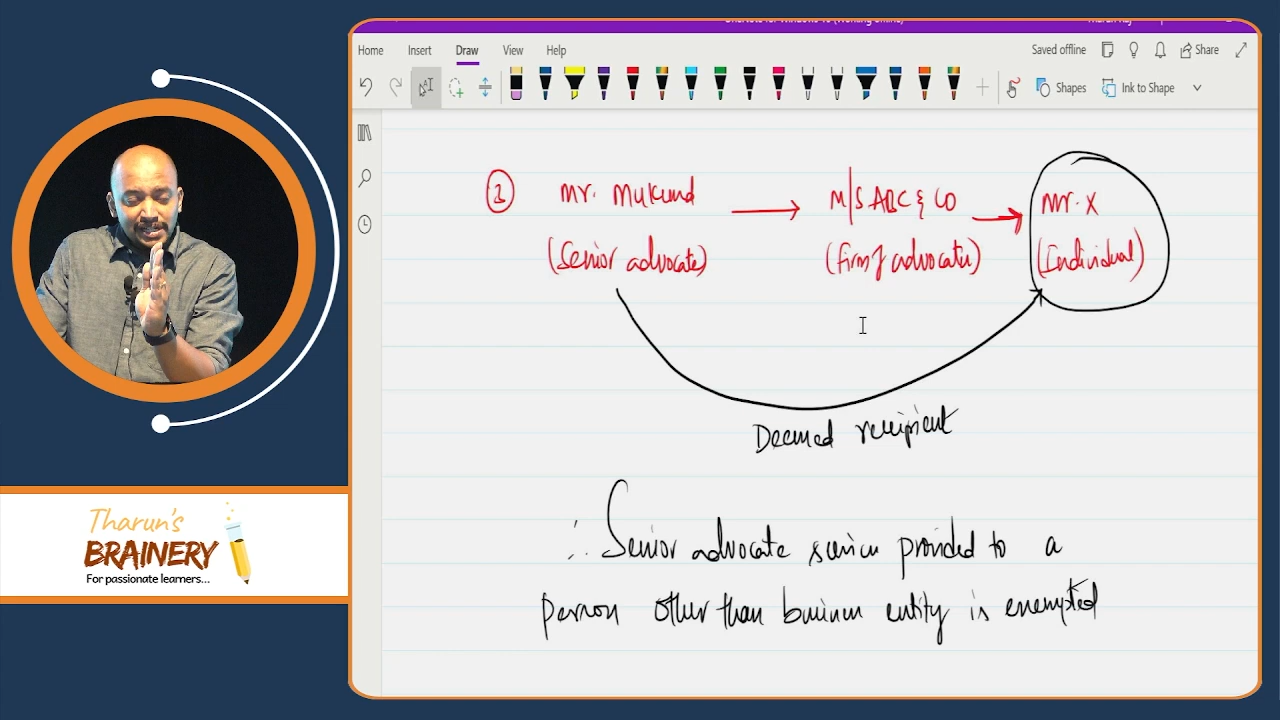 Home Insert Draw View Help Saved offline Share
Shapes Ink to Shape
Mr. Mukund M/S ABC & CO Mr. X
(Senior advocate) (Firm of advocates) (Individual)
Deemed recipient
∴ Senior advocate service provided to a
person other than business entity is exempted
Tharun's
BRAINERY
For passionate learners...